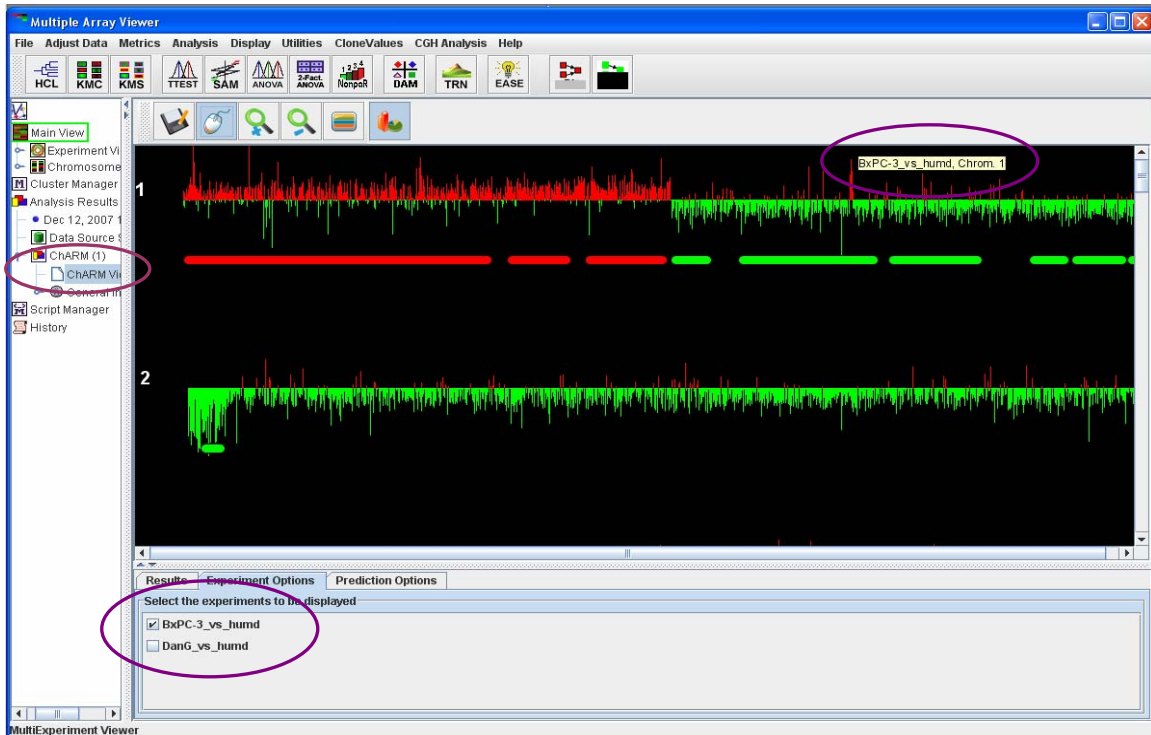 Multiple Array Viewer
File Adjust Data Metrics Analysis Display Utilities CloneValues CGH Analysis Help
HCL KMC KMS TTEST SAM ANOVA 2-Fact. ANOVA NonpaR DAM TRN EASE
Main View
Experiment Vi
Chromosome
Cluster Manager
Analysis Results
Dec 12, 2007 1
Data Source S
ChARM (1)
ChARM Vi
General In
Script Manager
History
BxPC-3_vs_humd, Chrom. 1
1
2
Results Experiment Options Prediction Options
Select the experiments to be displayed
BxPC-3_vs_humd
DanG_vs_humd
MultiExperiment Viewer